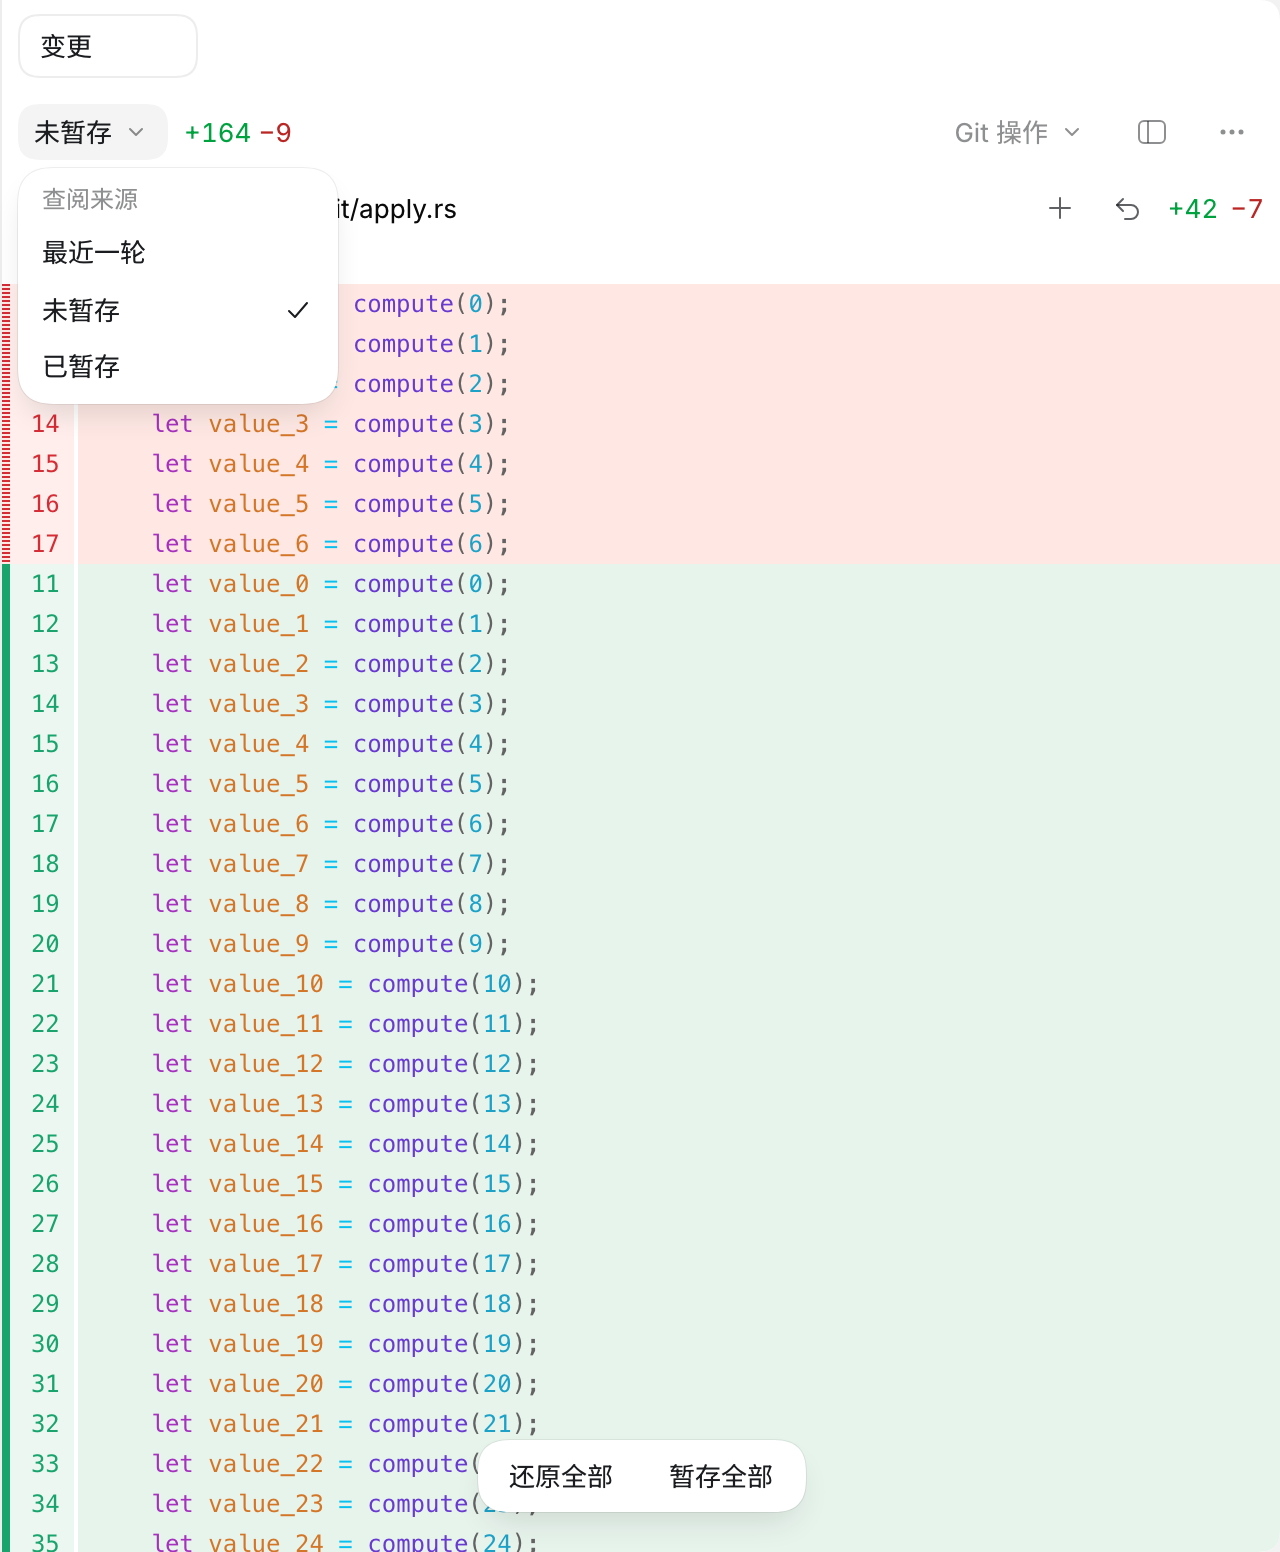 变更
未暂存 +164 −9 Git 操作
查阅来源
it/apply.rs +42 −7
最近一轮
未暂存
已暂存
compute(0);
compute(1);
= compute(2);
14 let value_3 = compute(3);
15 let value_4 = compute(4);
16 let value_5 = compute(5);
17 let value_6 = compute(6);
11 let value_0 = compute(0);
12 let value_1 = compute(1);
13 let value_2 = compute(2);
14 let value_3 = compute(3);
15 let value_4 = compute(4);
16 let value_5 = compute(5);
17 let value_6 = compute(6);
18 let value_7 = compute(7);
19 let value_8 = compute(8);
20 let value_9 = compute(9);
21 let value_10 = compute(10);
22 let value_11 = compute(11);
23 let value_12 = compute(12);
24 let value_13 = compute(13);
25 let value_14 = compute(14);
26 let value_15 = compute(15);
27 let value_16 = compute(16);
28 let value_17 = compute(17);
29 let value_18 = compute(18);
30 let value_19 = compute(19);
31 let value_20 = compute(20);
32 let value_21 = compute(21);
33 let value_22 = compute(
34 let value_23 = compute(
35 let value_24 = compute(24);
还原全部 暂存全部